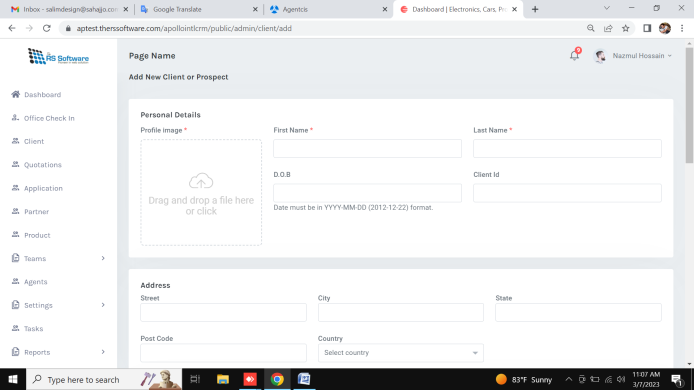 Inbox - salimdesign@sahajjo.com
Google Translate
Agentcis
Dashboard | Electronics, Cars, Pr
aptest.therssoftware.com/apollointlcrm/public/admin/client/add
RS Software
Page Name
9
Nazmul Hossain
Add New Client or Prospect
Dashboard
Office Check In
Client
Quotations
Application
Partner
Product
Teams
Agents
Settings
Tasks
Reports
Personal Details
Profile image *
First Name *
Last Name *
Drag and drop a file here
or click
D.O.B
Client Id
Date must be in YYYY-MM-DD (2012-12-22) format.
Address
Street
City
State
Post Code
Country
Select country
Type here to search
83°F Sunny
11:07 AM
3/7/2023